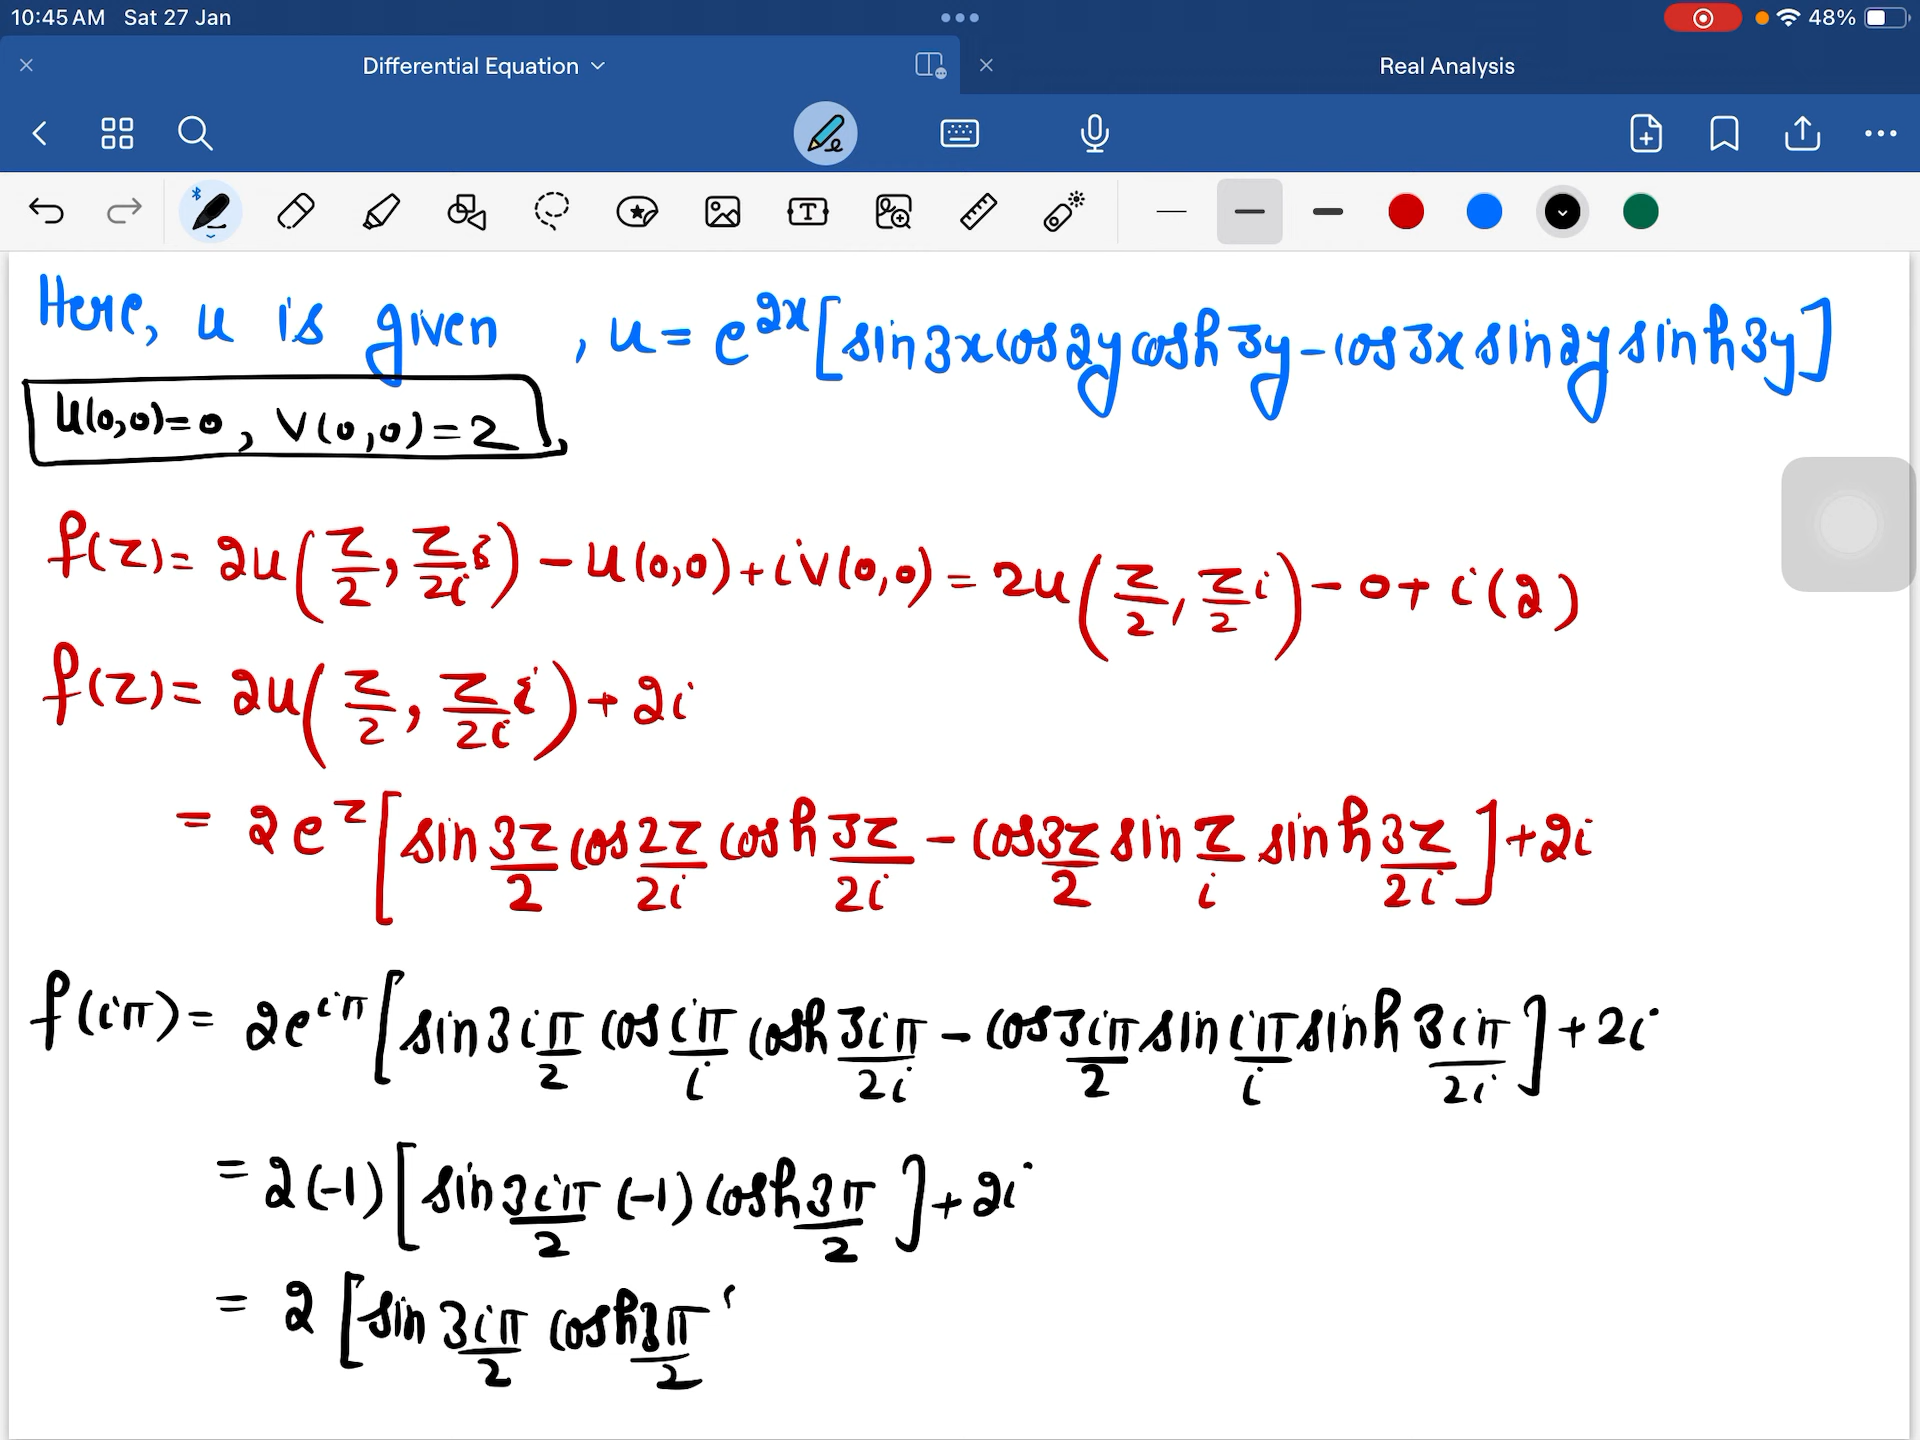 10:45 AM Sat 27 Jan
48%
Differential Equation
Real Analysis
Here, u is given, u = e^{2x}[sin3x cos2y cosh3y - cos3x sin2y sinh3y]
u(0,0)=0, V(0,0)=2
f(z) = 2u(z/2, z/2i) - u(0,0) + iV(0,0) = 2u(z/2, z/2 i) - 0 + i(2)
f(z) = 2u(z/2, z/2i) + 2i
= 2e^z[sin 3z/2 cos 2z/2i cosh 3z/2i - cos 3z/2 sin z/i sinh 3z/2i] + 2i
f(iπ) = 2e^{iπ}[sin 3iπ/2 cos iπ/i cosh 3iπ/2i - cos 3iπ/2 sin iπ/i sinh 3iπ/2i] + 2i
= 2(-1)[sin 3iπ/2 (-1) cosh 3π/2] + 2i
= 2[sin 3iπ/2 cosh 3π/2